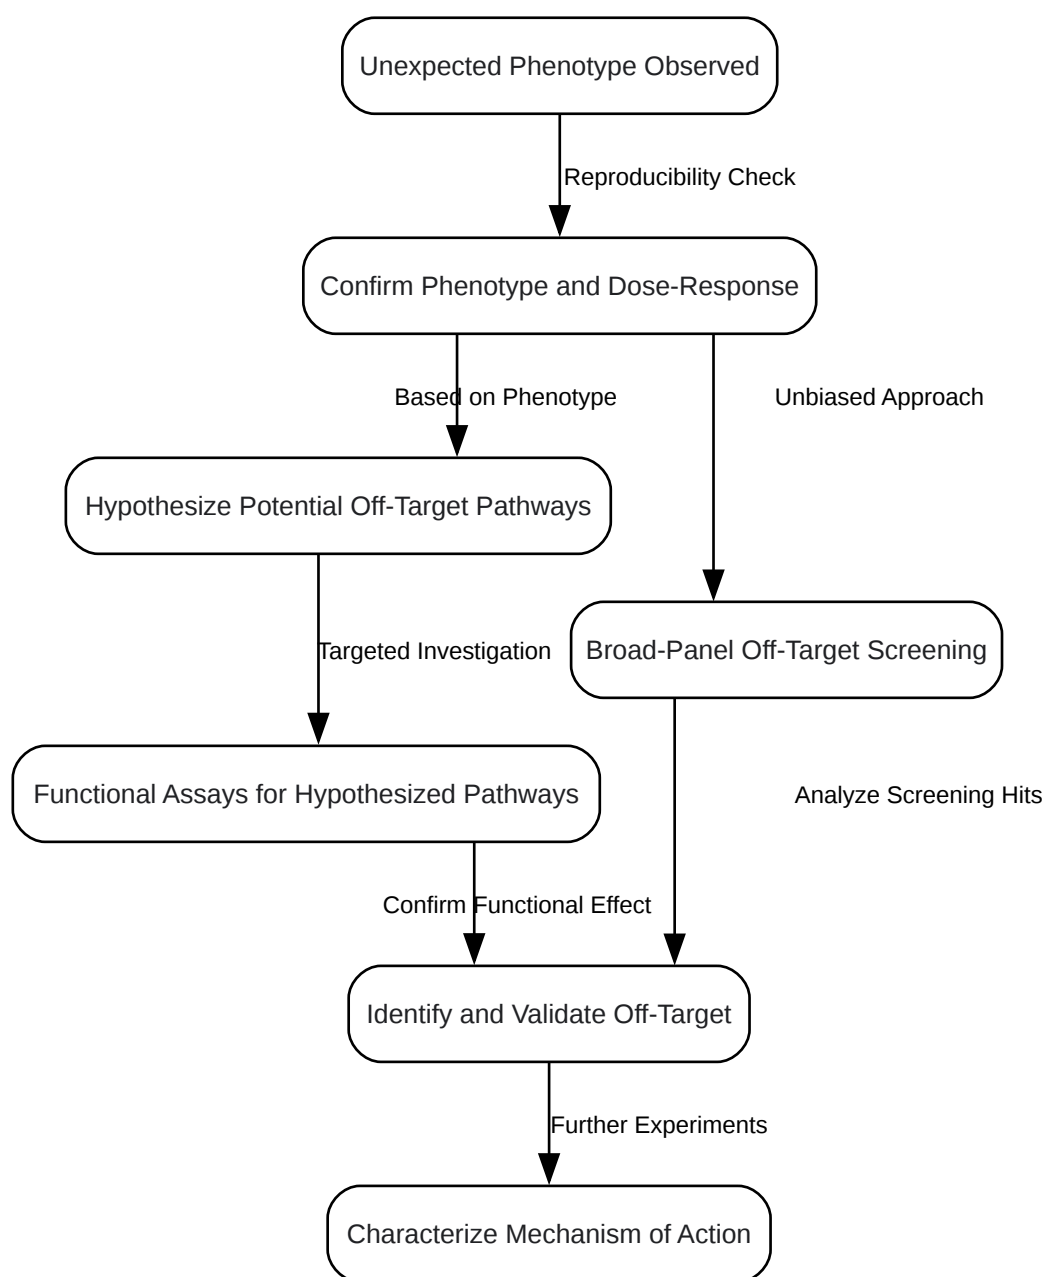 Unexpected Phenotype Observed
Reproducibility Check
Confirm Phenotype and Dose-Response
Based on Phenotype
Unbiased Approach
Hypothesize Potential Off-Target Pathways
Targeted Investigation
Broad-Panel Off-Target Screening
Functional Assays for Hypothesized Pathways
Analyze Screening Hits
Confirm Functional Effect
Identify and Validate Off-Target
Further Experiments
Characterize Mechanism of Action